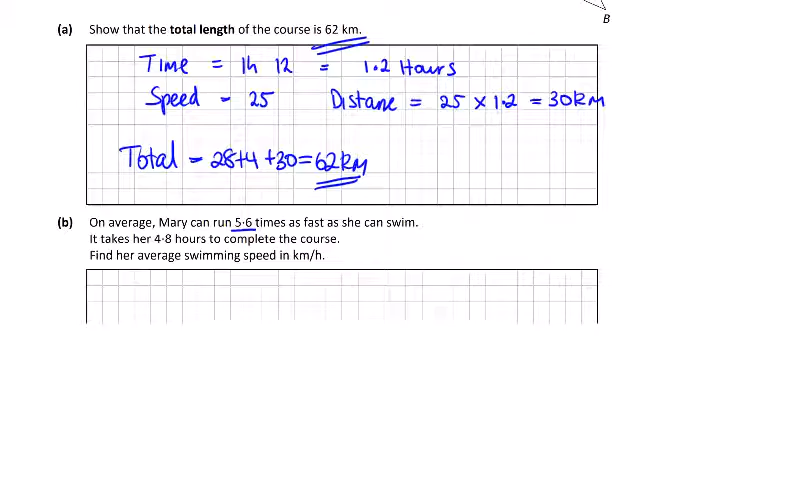 B
(a) Show that the total length of the course is 62 km.
Time = 1h 12 = 1·2 Hours
Speed - 25 Distane = 25 × 1·2 = 30KM
Total - 28+4+30=62KM
(b) On average, Mary can run 5·6 times as fast as she can swim.
It takes her 4·8 hours to complete the course.
Find her average swimming speed in km/h.